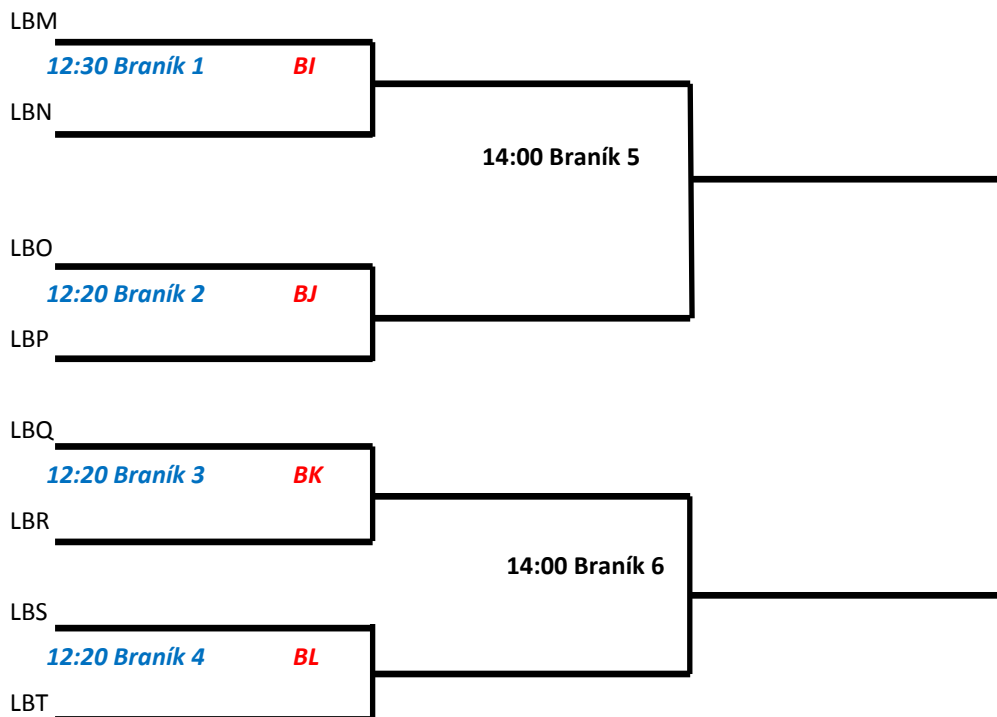 LBM
12:30 Braník 1 BI
LBN
14:00 Braník 5
LBO
12:20 Braník 2 BJ
LBP
LBQ
12:20 Braník 3 BK
LBR
14:00 Braník 6
LBS
12:20 Braník 4 BL
LBT